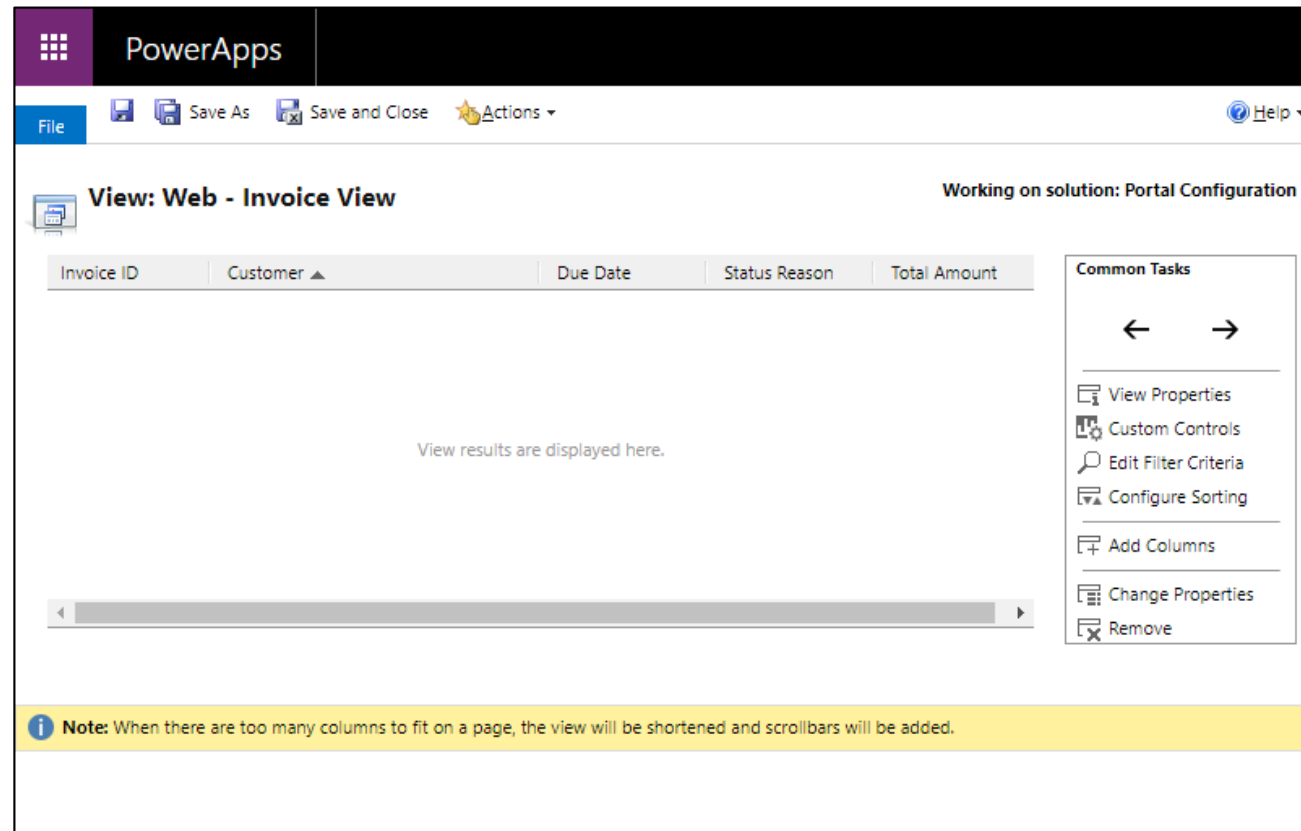 PowerApps
File Save As Save and Close Actions Help
View: Web - Invoice View
Working on solution: Portal Configuration
Invoice ID Customer Due Date Status Reason Total Amount
View results are displayed here.
Common Tasks
View Properties
Custom Controls
Edit Filter Criteria
Configure Sorting
Add Columns
Change Properties
Remove
Note: When there are too many columns to fit on a page, the view will be shortened and scrollbars will be added.